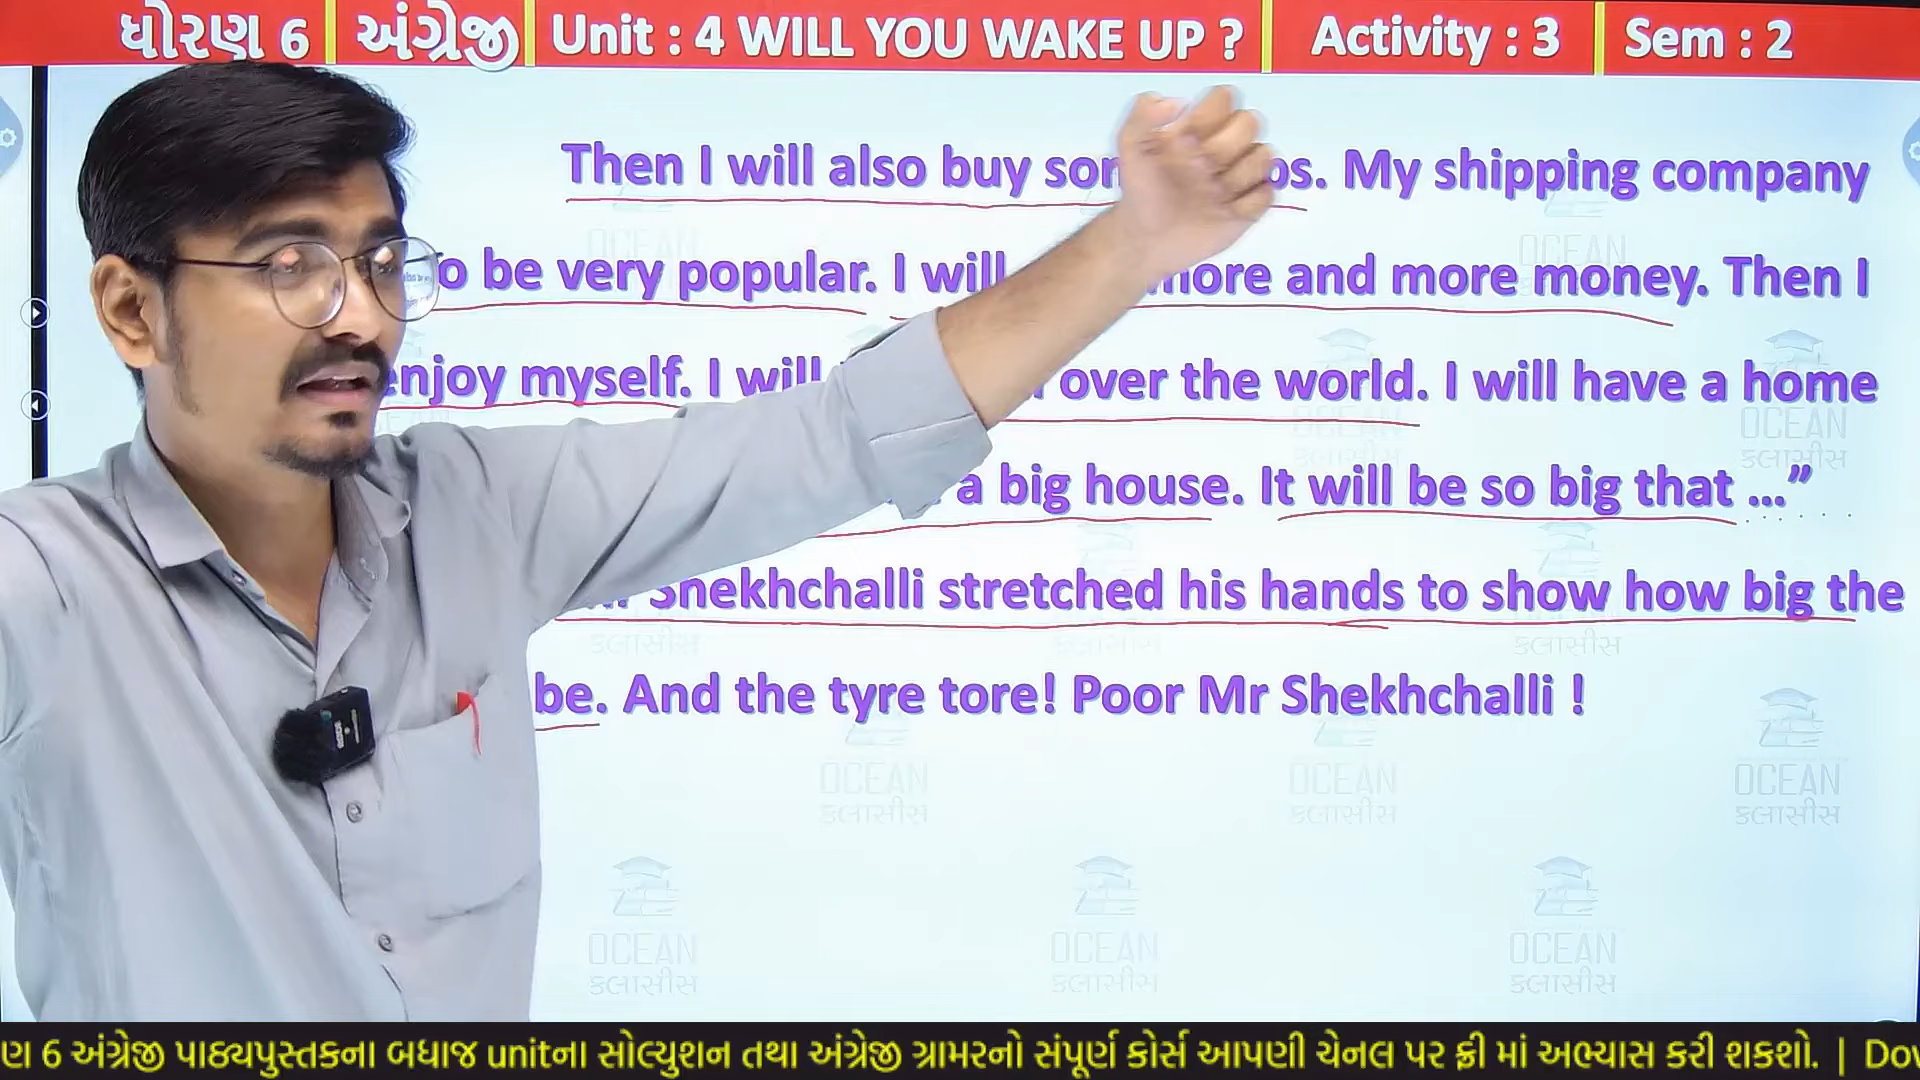 ધોરણ 6 અંગ્રેજી Unit : 4 WILL YOU WAKE UP ? Activity : 3 Sem : 2
Then I will also buy . My shipping company
be very popular. I will more and more money. Then I
enjoy myself. I will over the world. I will have a home
a big house. It will be so big that ...”
Shekhchalli stretched his hands to show how big the
be. And the tyre tore! Poor Mr Shekhchalli !
OCEAN
કલાસીસ
6 અંગ્રેજી પાઠ્યપુસ્તકના બધાજ unitના સોલ્યુશન તથા અંગ્રેજી ગ્રામરનો સંપૂર્ણ કોર્સ આપણી ચેનલ પર ફ્રી માં અભ્યાસ કરી શકશો. |